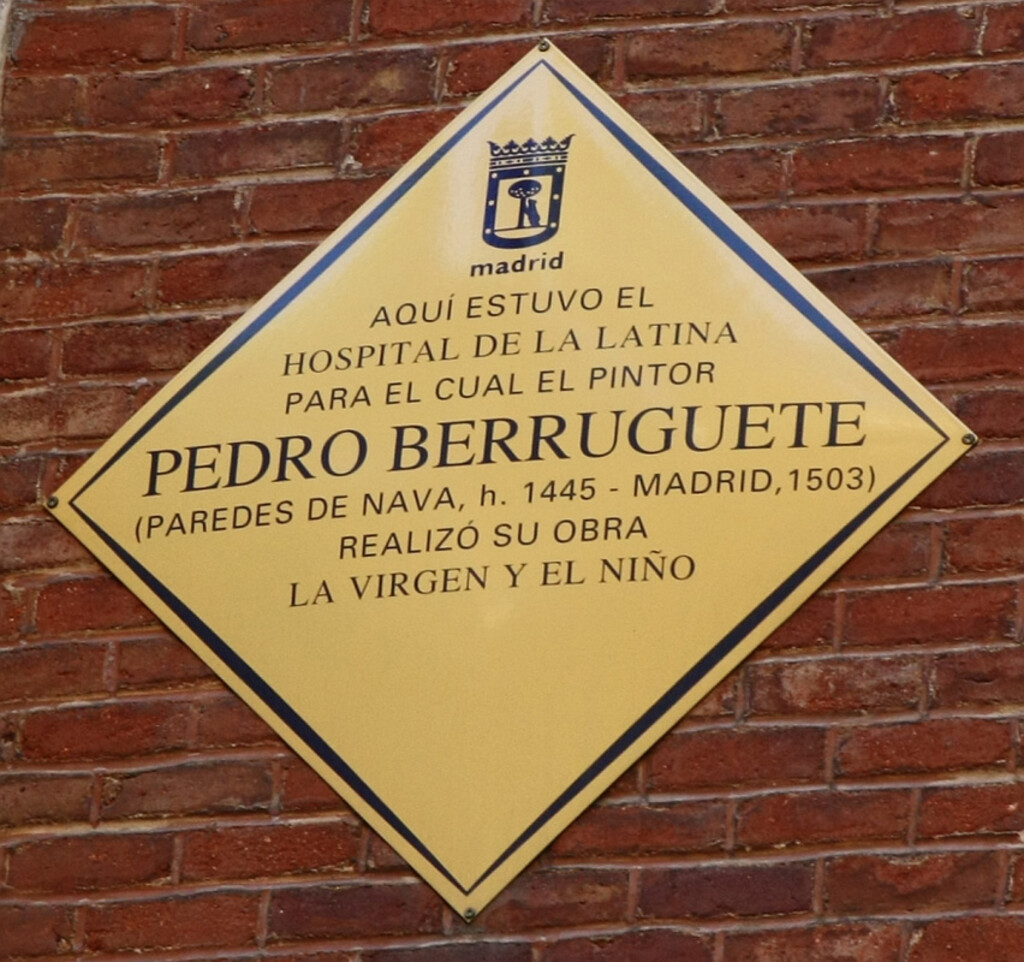 madrid
AQUÍ ESTUVO EL
HOSPITAL DE LA LATINA
PARA EL CUAL EL PINTOR
PEDRO BERRUGUETE
(PAREDES DE NAVA, h. 1445 - MADRID,1503)
REALIZÓ SU OBRA
LA VIRGEN Y EL NIÑO